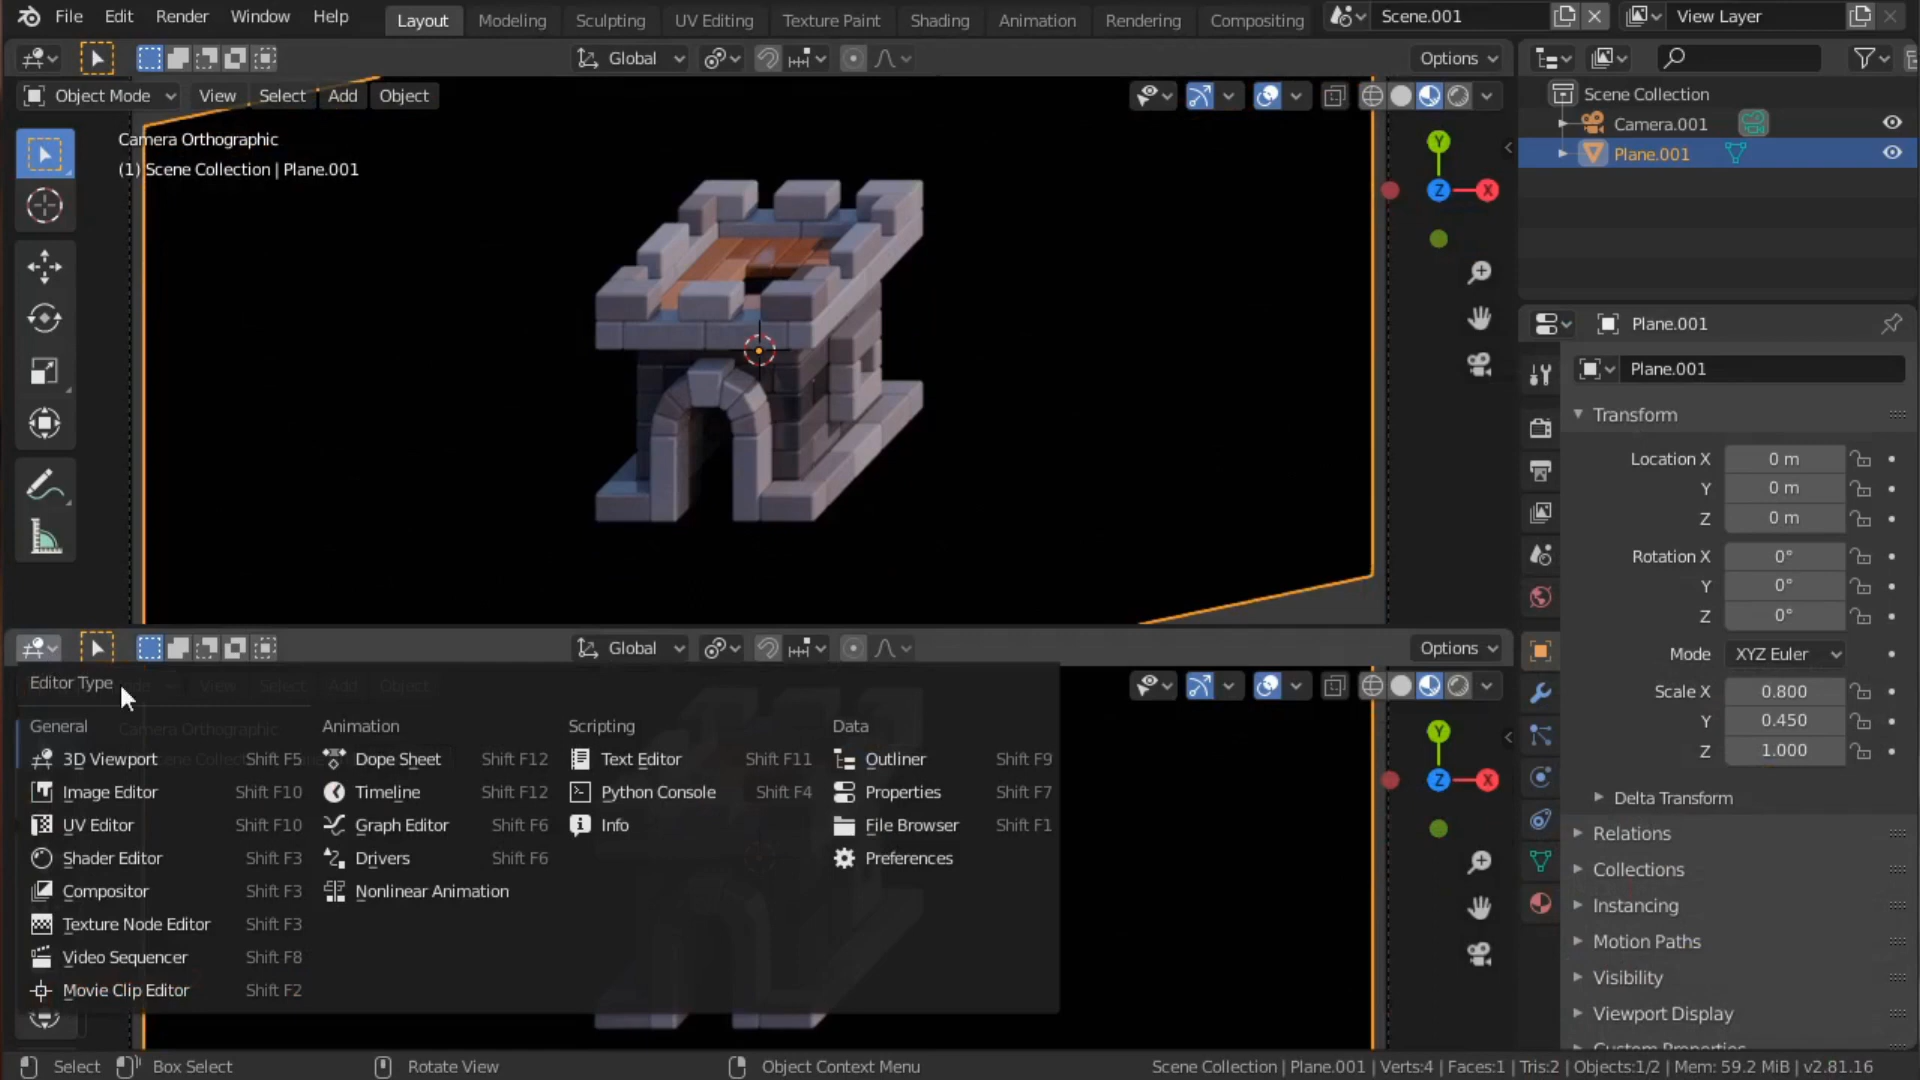 File Edit Render Window Help Layout Modeling Sculpting UV Editing Texture Paint Shading Animation Rendering Compositing Scene.001 View Layer
Global Options
Object Mode View Select Add Object
Camera Orthographic
(1) Scene Collection | Plane.001
Y
Z X
Scene Collection
Camera.001
Plane.001
Plane.001
Plane.001
Transform
Location X 0 m
Y 0 m
Z 0 m
Rotation X 0°
Y 0°
Z 0°
Mode XYZ Euler
Scale X 0.800
Y 0.450
Z 1.000
Delta Transform
Relations
Collections
Instancing
Motion Paths
Visibility
Viewport Display
Custom Properties
Global Options
View Select Add Object
Camera Orthographic
Y
Z X
Editor Type
General
3D Viewport Shift F5
Image Editor Shift F10
UV Editor Shift F10
Shader Editor Shift F3
Compositor Shift F3
Texture Node Editor Shift F3
Video Sequencer Shift F8
Movie Clip Editor Shift F2
Animation
Dope Sheet Shift F12
Timeline Shift F12
Graph Editor Shift F6
Drivers Shift F6
Nonlinear Animation
Scripting
Text Editor Shift F11
Python Console Shift F4
Info
Data
Outliner Shift F9
Properties Shift F7
File Browser Shift F1
Preferences
Select Box Select Rotate View Object Context Menu Scene Collection | Plane.001 | Verts:4 | Faces:1 | Tris:2 | Objects:1/2 | Mem: 59.2 MiB | v2.81.16